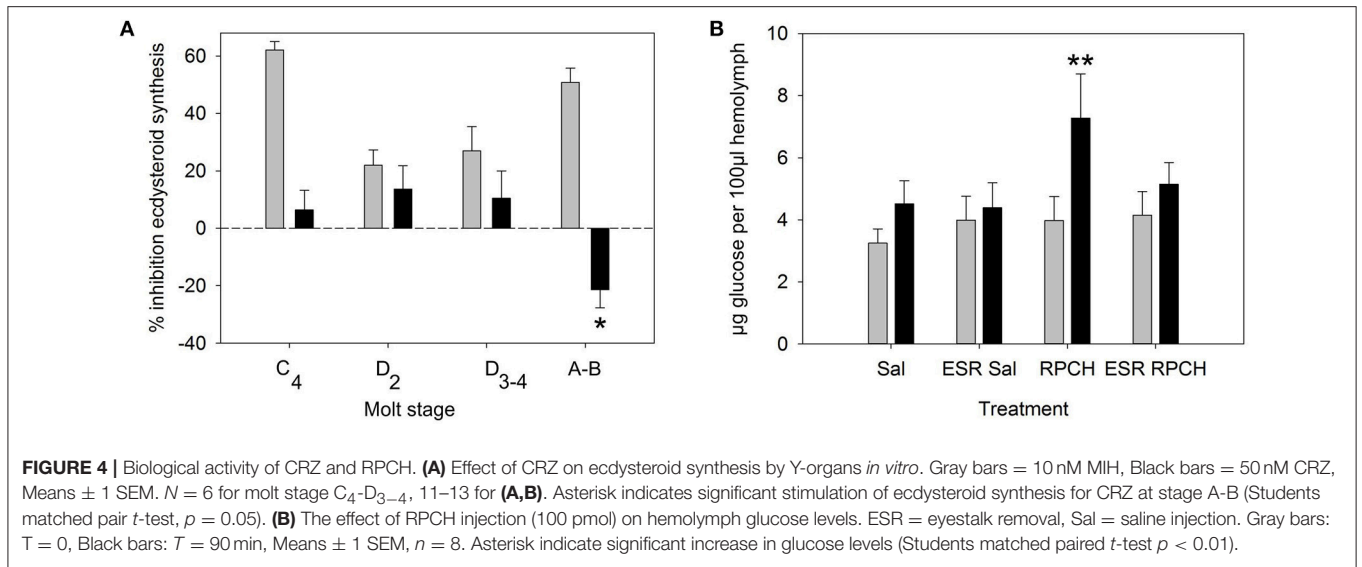 A
% inhibition ecdysteroid synthesis
60
40
20
0
-20
-40
*
C4
D2
D3-4
A-B
Molt stage
B
µg glucose per 100µl hemolymph
10
8
6
4
2
0
**
Sal
ESR Sal
RPCH
ESR RPCH
Treatment
FIGURE 4 | Biological activity of CRZ and RPCH. (A) Effect of CRZ on ecdysteroid synthesis by Y-organs in vitro. Gray bars = 10 nM MIH, Black bars = 50 nM CRZ,
Means ± 1 SEM. N = 6 for molt stage C4-D3–4, 11–13 for (A,B). Asterisk indicates significant stimulation of ecdysteroid synthesis for CRZ at stage A-B (Students
matched pair t-test, p = 0.05). (B) The effect of RPCH injection (100 pmol) on hemolymph glucose levels. ESR = eyestalk removal, Sal = saline injection. Gray bars:
T = 0, Black bars: T = 90 min, Means ± 1 SEM, n = 8. Asterisk indicate significant increase in glucose levels (Students matched paired t-test p < 0.01).